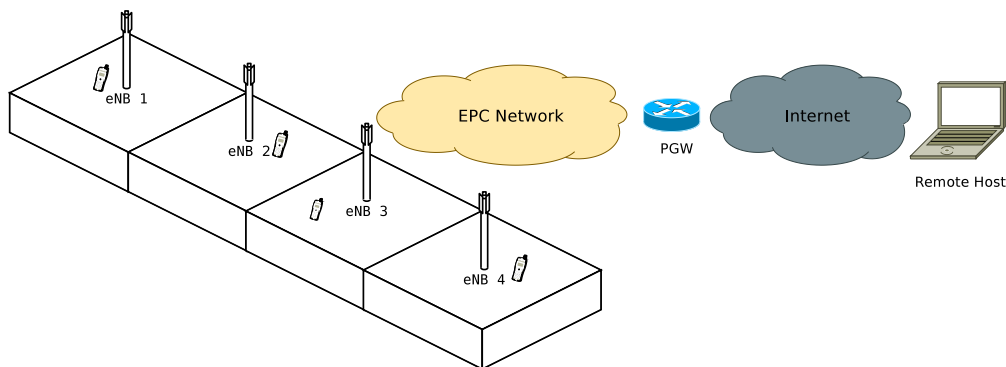 eNB 1
eNB 2
eNB 3
eNB 4
EPC Network
PGW
Internet
Remote Host